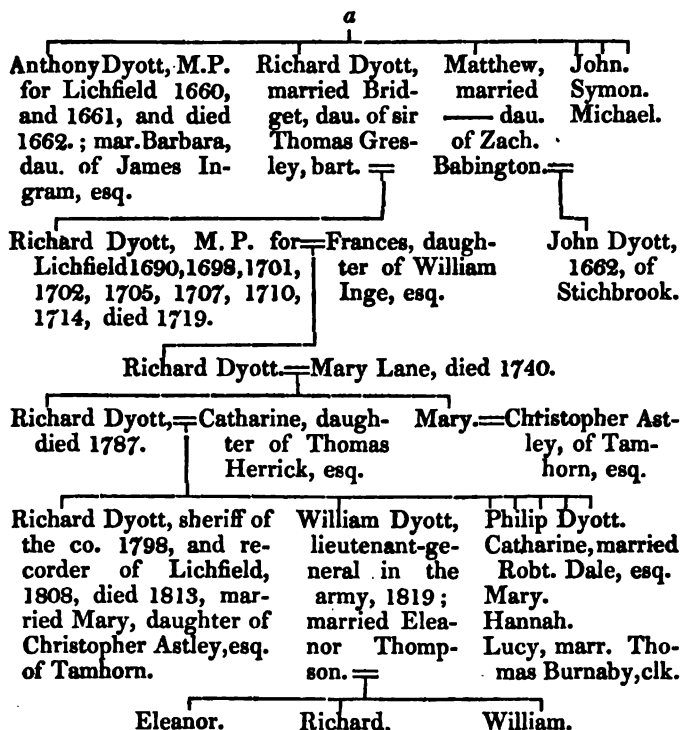 a
Anthony Dyott, M.P.
for Lichfield 1660,
and 1661, and died
1662.; mar. Barbara,
dau. of James In-
gram, esq.
Richard Dyott,
married Brid-
get, dau. of sir
Thomas Gres-
ley, bart.
Matthew,
married
—— dau.
of Zach.
Babington.
John.
Symon.
Michael.
Richard Dyott, M. P. for
Lichfield 1690, 1698, 1701,
1702, 1705, 1707, 1710,
1714, died 1719.
Frances, daugh-
ter of William
Inge, esq.
John Dyott,
1662, of
Stichbrook.
Richard Dyott. Mary Lane, died 1740.
Richard Dyott,
died 1787.
Catharine, daugh-
ter of Thomas
Herrick, esq.
Mary. Christopher Ast-
ley, of Tam-
horn, esq.
Richard Dyott, sheriff of
the co. 1798, and re-
corder of Lichfield,
1808, died 1813, mar-
ried Mary, daughter of
Christopher Astley, esq.
of Tamhorn.
William Dyott,
lieutenant-ge-
neral in the
army, 1819;
married Elea-
nor Thomp-
son.
Philip Dyott.
Catharine, married
Robt. Dale, esq.
Mary.
Hannah.
Lucy, marr. Tho-
mas Burnaby, clk.
Eleanor. Richard. William.